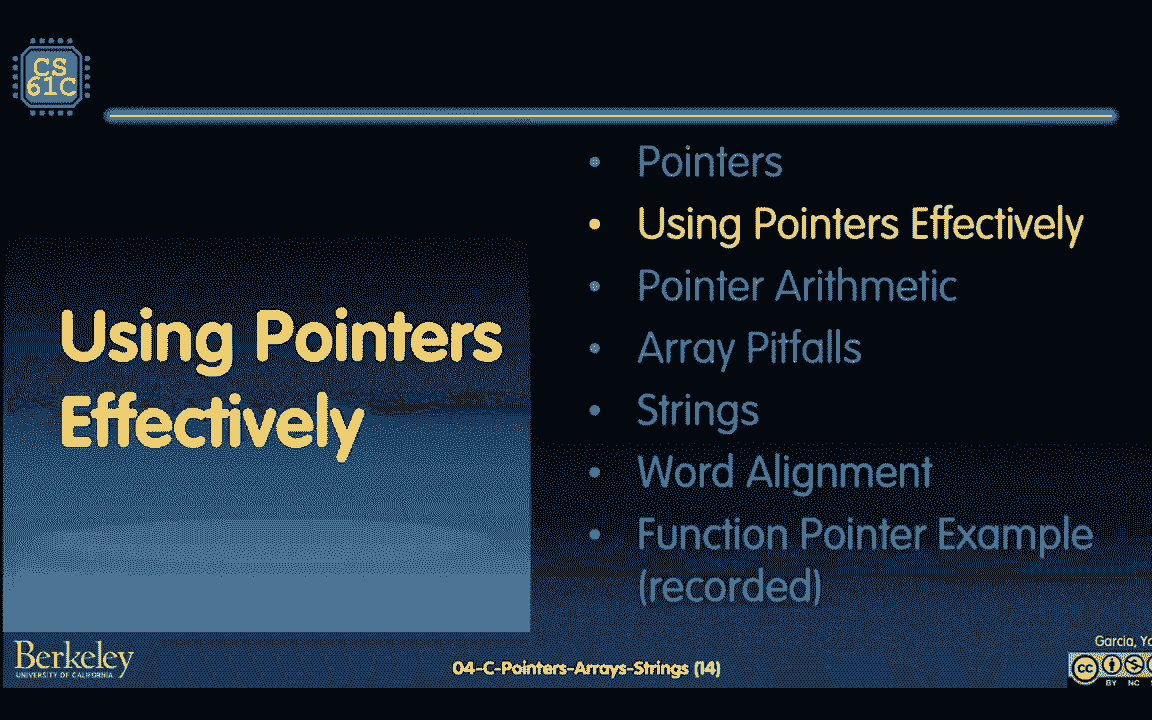 CS
61C
Using Pointers
Effectively
• Pointers
• Using Pointers Effectively
• Pointer Arithmetic
• Array Pitfalls
• Strings
• Word Alignment
• Function Pointer Example
(recorded)
Berkeley
UNIVERSITY OF CALIFORNIA
04-C-Pointers-Arrays-Strings (14)
Garcia,
cc
BY NC